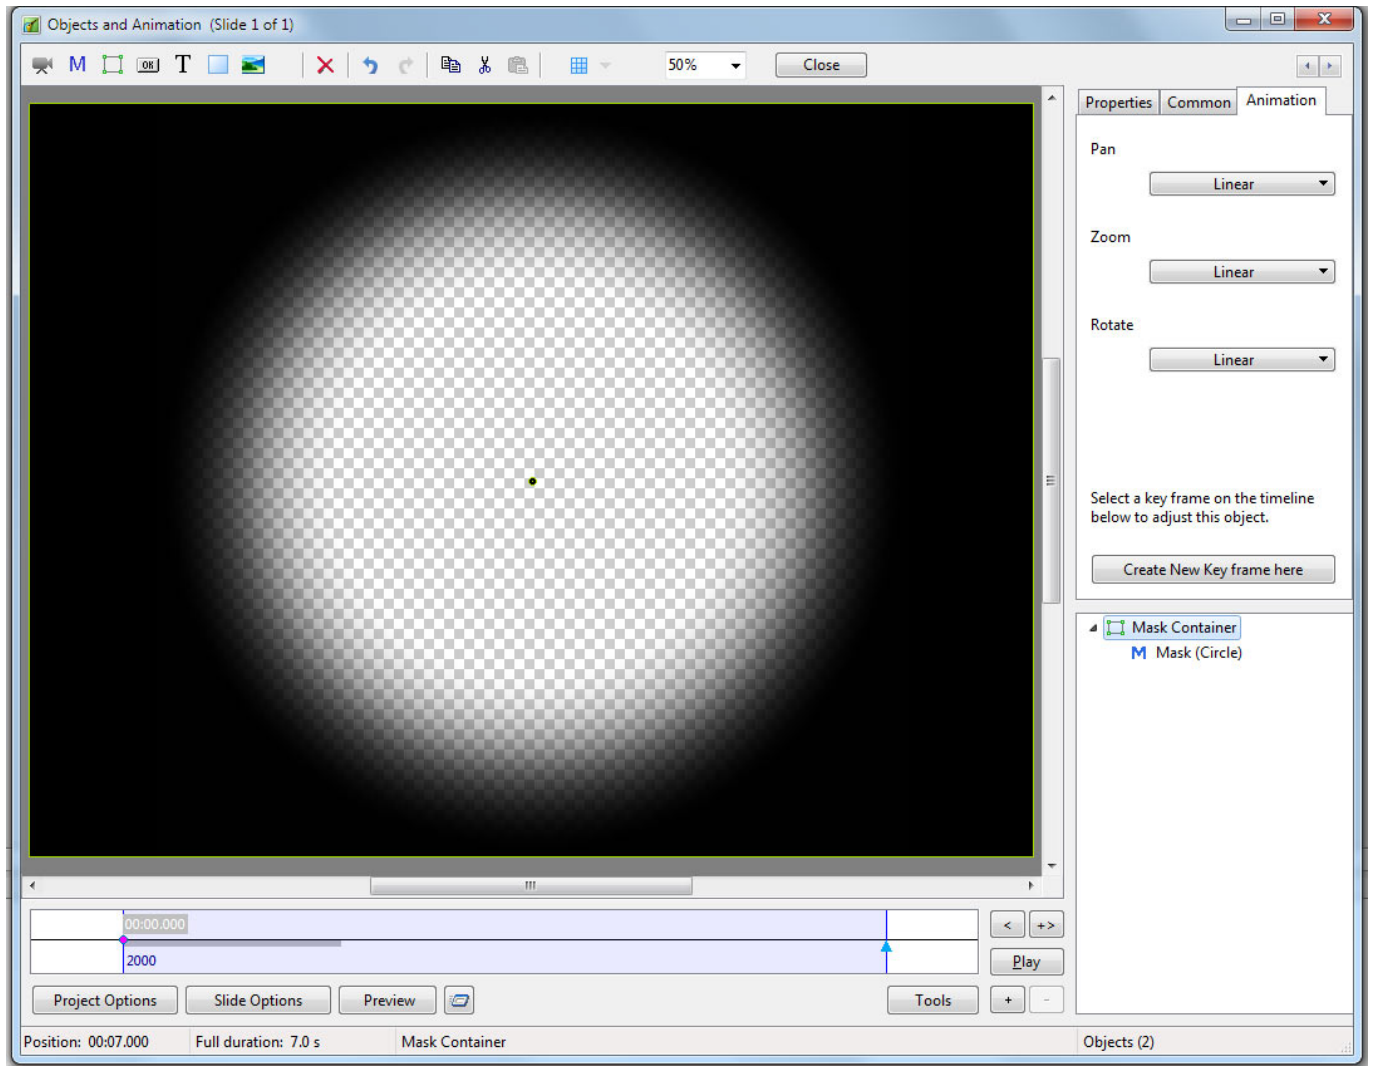 Objects and Animation (Slide 1 of 1)
M OK T 50% Close
Properties Common Animation
Pan
Linear
Zoom
Linear
Rotate
Linear
Select a key frame on the timeline
below to adjust this object.
Create New Key frame here
Mask Container
M Mask (Circle)
00:00.000
2000
< +>
Play
Project Options Slide Options Preview Tools + -
Position: 00:07.000 Full duration: 7.0 s Mask Container Objects (2)